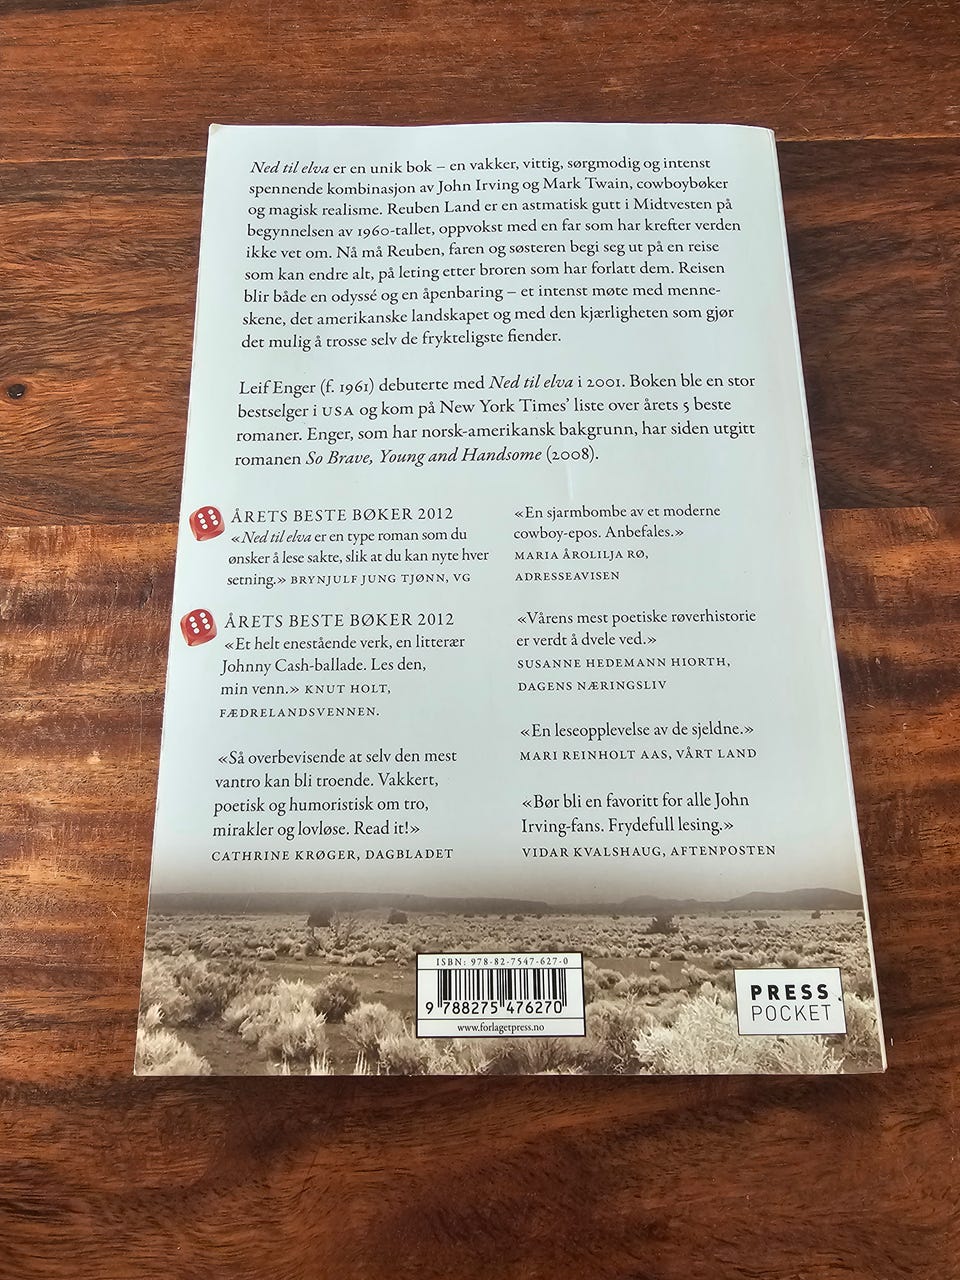 Ned til elva er en unik bok – en vakker, vittig, sørgmodig og intenst
spennende kombinasjon av John Irving og Mark Twain, cowboybøker
og magisk realisme. Reuben Land er en astmatisk gutt i Midtvesten på
begynnelsen av 1960-tallet, oppvokst med en far som har krefter verden
ikke vet om. Nå må Reuben, faren og søsteren begi seg ut på en reise
som kan endre alt, på leting etter broren som har forlatt dem. Reisen
blir både en odyssé og en åpenbaring – et intenst møte med menne-
skene, det amerikanske landskapet og med den kjærligheten som gjør
det mulig å trosse selv de frykteligste fiender.
Leif Enger (f. 1961) debuterte med Ned til elva i 2001. Boken ble en stor
bestselger i USA og kom på New York Times’ liste over årets 5 beste
romaner. Enger, som har norsk-amerikansk bakgrunn, har siden utgitt
romanen So Brave, Young and Handsome (2008).
ÅRETS BESTE BØKER 2012
«Ned til elva er en type roman som du
ønsker å lese sakte, slik at du kan nyte hver
setning.» BRYNJULF JUNG TJØNN, VG
ÅRETS BESTE BØKER 2012
«Et helt enestående verk, en litterær
Johnny Cash-ballade. Les den,
min venn.» KNUT HOLT,
FÆDRELANDSVENNEN.
«Så overbevisende at selv den mest
vantro kan bli troende. Vakkert,
poetisk og humoristisk om tro,
mirakler og lovløse. Read it!»
CATHRINE KRØGER, DAGBLADET
«En sjarmbombe av et moderne
cowboy-epos. Anbefales.»
MARIA ÅROLILJA RØ,
ADRESSEAVISEN
«Vårens mest poetiske røverhistorie
er verdt å dvele ved.»
SUSANNE HEDEMANN HIORTH,
DAGENS NÆRINGSLIV
«En leseopplevelse av de sjeldne.»
MARI REINHOLT AAS, VÅRT LAND
«Bør bli en favoritt for alle John
Irving-fans. Frydefull lesing.»
VIDAR KVALSHAUG, AFTENPOSTEN
ISBN: 978-82-7547-627-0
9 788275 476270
www.forlagetpress.no
PRESS
POCKET